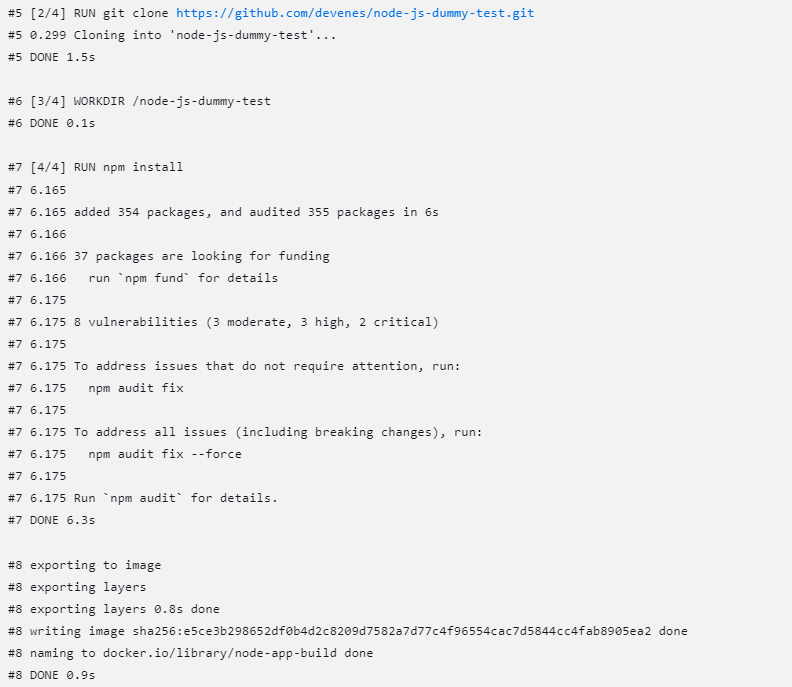 #5 [2/4] RUN git clone https://github.com/devenes/node-js-dummy-test.git
#5 0.299 Cloning into 'node-js-dummy-test'...
#5 DONE 1.5s
#6 [3/4] WORKDIR /node-js-dummy-test
#6 DONE 0.1s
#7 [4/4] RUN npm install
#7 6.165
#7 6.165 added 354 packages, and audited 355 packages in 6s
#7 6.166
#7 6.166 37 packages are looking for funding
#7 6.166   run `npm fund` for details
#7 6.175
#7 6.175 8 vulnerabilities (3 moderate, 3 high, 2 critical)
#7 6.175
#7 6.175 To address issues that do not require attention, run:
#7 6.175   npm audit fix
#7 6.175
#7 6.175 To address all issues (including breaking changes), run:
#7 6.175   npm audit fix --force
#7 6.175
#7 6.175 Run `npm audit` for details.
#7 DONE 6.3s
#8 exporting to image
#8 exporting layers
#8 exporting layers 0.8s done
#8 writing image sha256:e5ce3b298652df0b4d2c8209d7582a7d77c4f96554cac7d5844cc4fab8905ea2 done
#8 naming to docker.io/library/node-app-build done
#8 DONE 0.9s